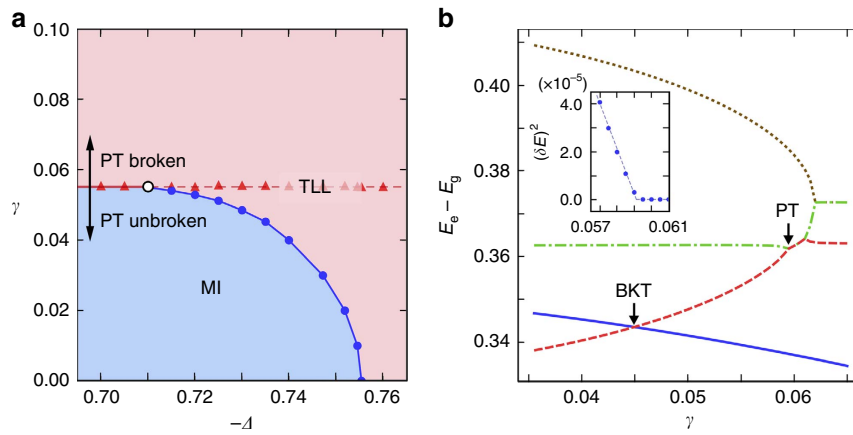 a
0.10
0.08
0.06
0.04
0.02
0.00
γ
PT broken
TLL
PT unbroken
MI
0.70 0.72 0.74 0.76
−Δ
b
0.40
0.38
0.36
0.34
E_e − E_g
(×10⁻⁵)
4.0
2.0
0.0
(δE)²
0.057 0.061
PT
BKT
0.04 0.05 0.06
γ